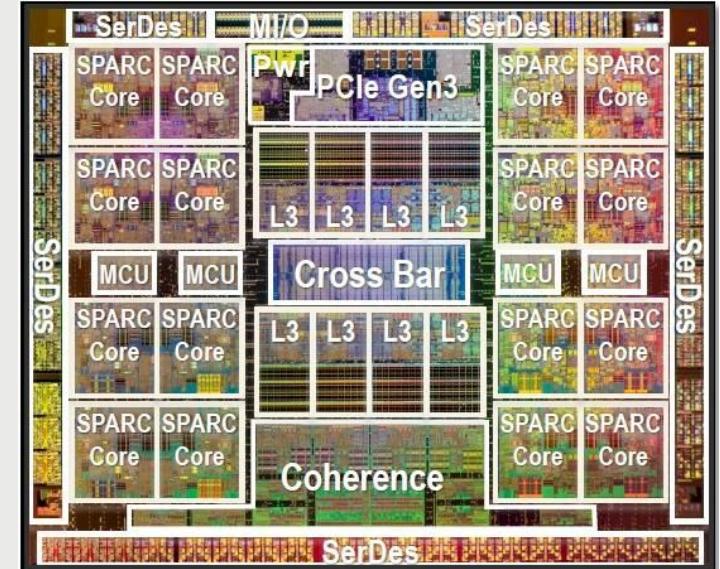 SerDes MI/O SerDes
Pwr PCIe Gen3
SPARC Core SPARC Core SPARC Core SPARC Core
SPARC Core SPARC Core SPARC Core SPARC Core
L3 L3 L3 L3
SerDes MCU MCU Cross Bar MCU MCU SerDes
SPARC Core SPARC Core L3 L3 L3 L3 SPARC Core SPARC Core
SPARC Core SPARC Core SPARC Core SPARC Core
Coherence
SerDes